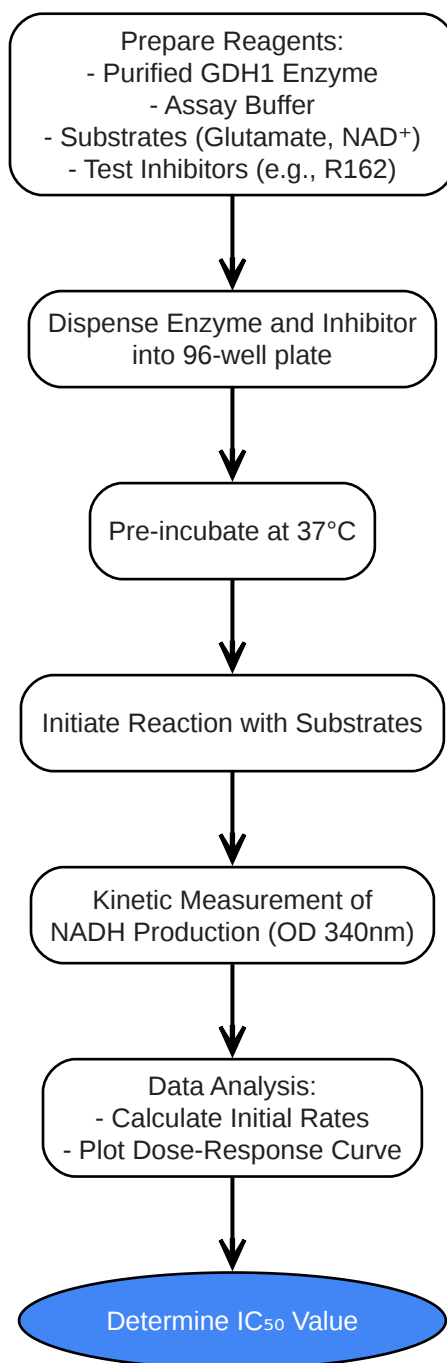 Prepare Reagents:
- Purified GDH1 Enzyme
- Assay Buffer
- Substrates (Glutamate, NAD⁺)
- Test Inhibitors (e.g., R162)
Dispense Enzyme and Inhibitor
into 96-well plate
Pre-incubate at 37°C
Initiate Reaction with Substrates
Kinetic Measurement of
NADH Production (OD 340nm)
Data Analysis:
- Calculate Initial Rates
- Plot Dose-Response Curve
Determine IC₅₀ Value